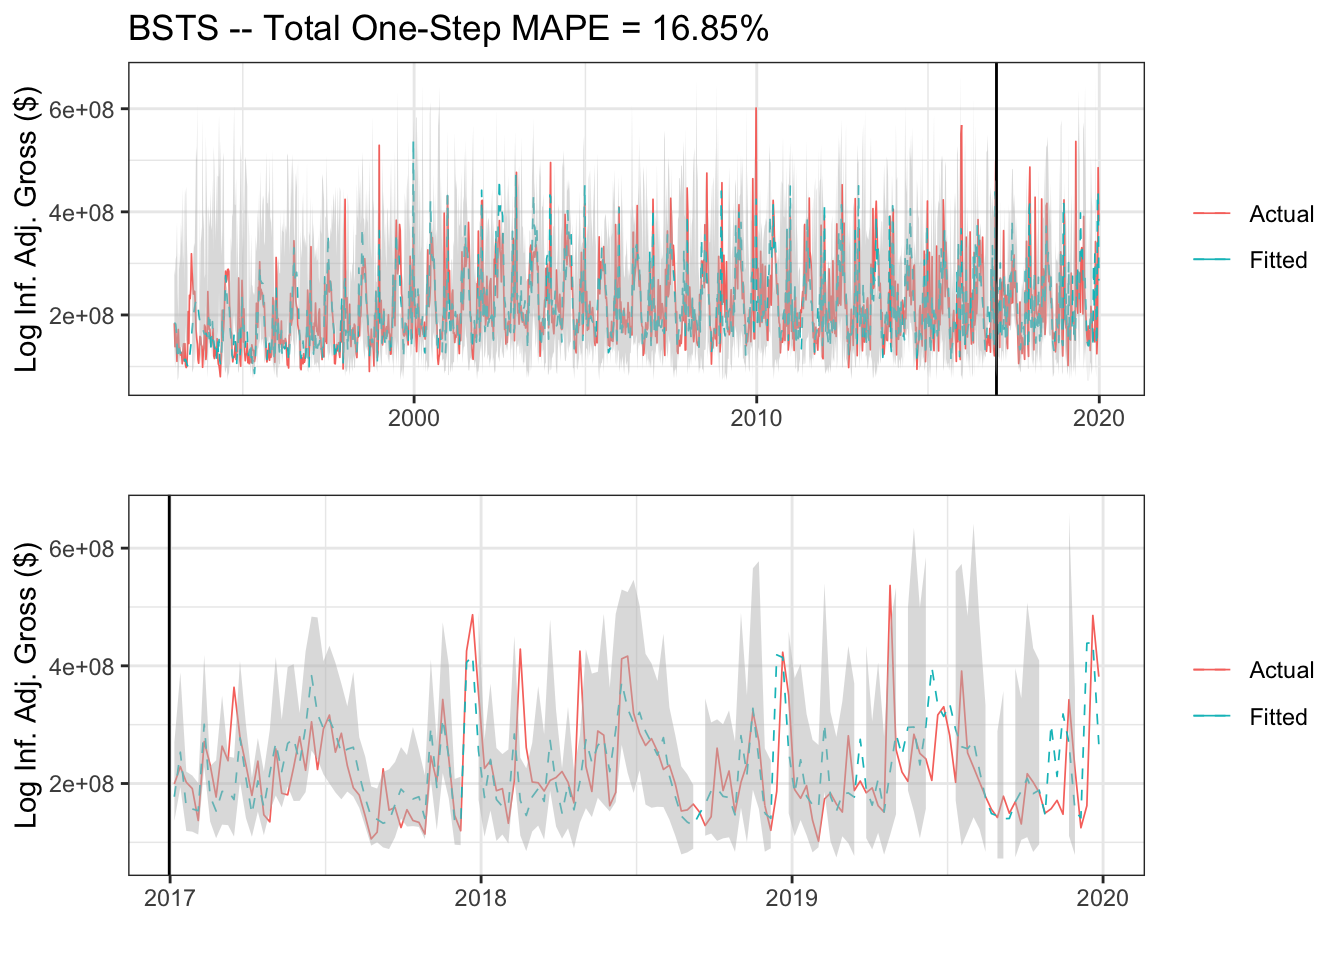 BSTS -- Total One-Step MAPE = 16.85%
Log Inf. Adj. Gross ($)
6e+08
4e+08
2e+08
2000
2010
2020
Actual
Fitted
Log Inf. Adj. Gross ($)
6e+08
4e+08
2e+08
2017
2018
2019
2020
Actual
Fitted